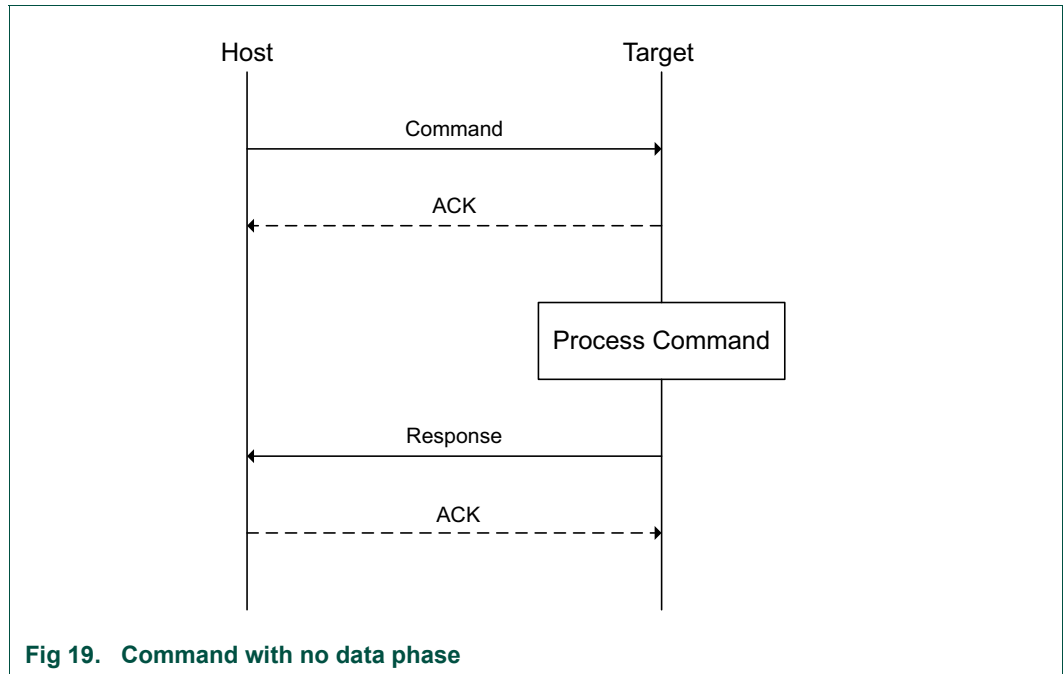 Host Target
Command
ACK
Process Command
Response
ACK
Fig 19. Command with no data phase